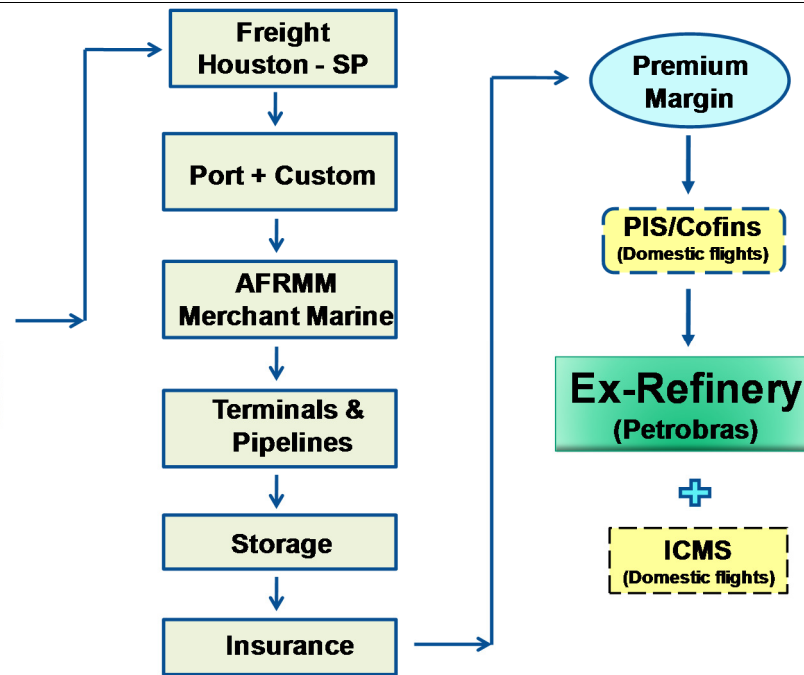 Freight
Houston - SP
Port + Custom
AFRMM
Merchant Marine
Terminals &
Pipelines
Storage
Insurance
Premium
Margin
PIS/Cofins
(Domestic flights)
Ex-Refinery
(Petrobras)
ICMS
(Domestic flights)